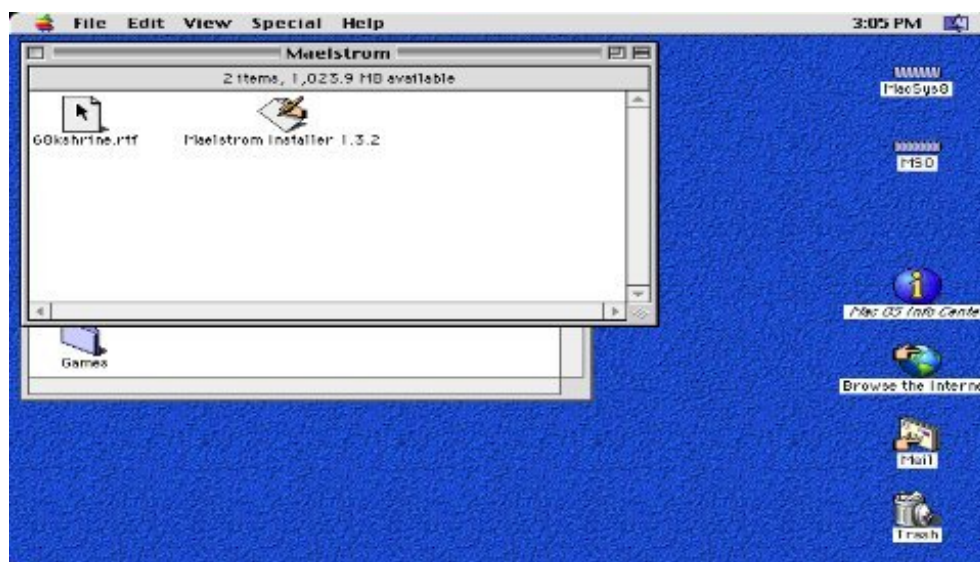 File Edit View Special Help 3:05 PM
Maelstrom
2 items, 1,023.9 MB available
68kshrine.rtf Maelstrom Installer 1.3.2
Games
MacSys8
MSO
Mac OS Info Cente
Browse the Interne
Mail
Trash